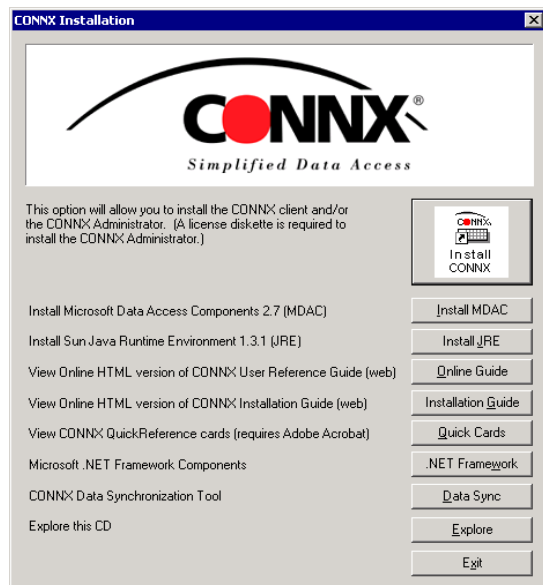 CONNX Installation
CONNX®
Simplified Data Access
This option will allow you to install the CONNX client and/or
the CONNX Administrator. (A license diskette is required to
install the CONNX Administrator.)
CONNX
Install
CONNX
Install Microsoft Data Access Components 2.7 (MDAC)
Install MDAC
Install Sun Java Runtime Environment 1.3.1 (JRE)
Install JRE
View Online HTML version of CONNX User Reference Guide (web)
Online Guide
View Online HTML version of CONNX Installation Guide (web)
Installation Guide
View CONNX QuickReference cards (requires Adobe Acrobat)
Quick Cards
Microsoft .NET Framework Components
.NET Framework
CONNX Data Synchronization Tool
Data Sync
Explore this CD
Explore
Exit